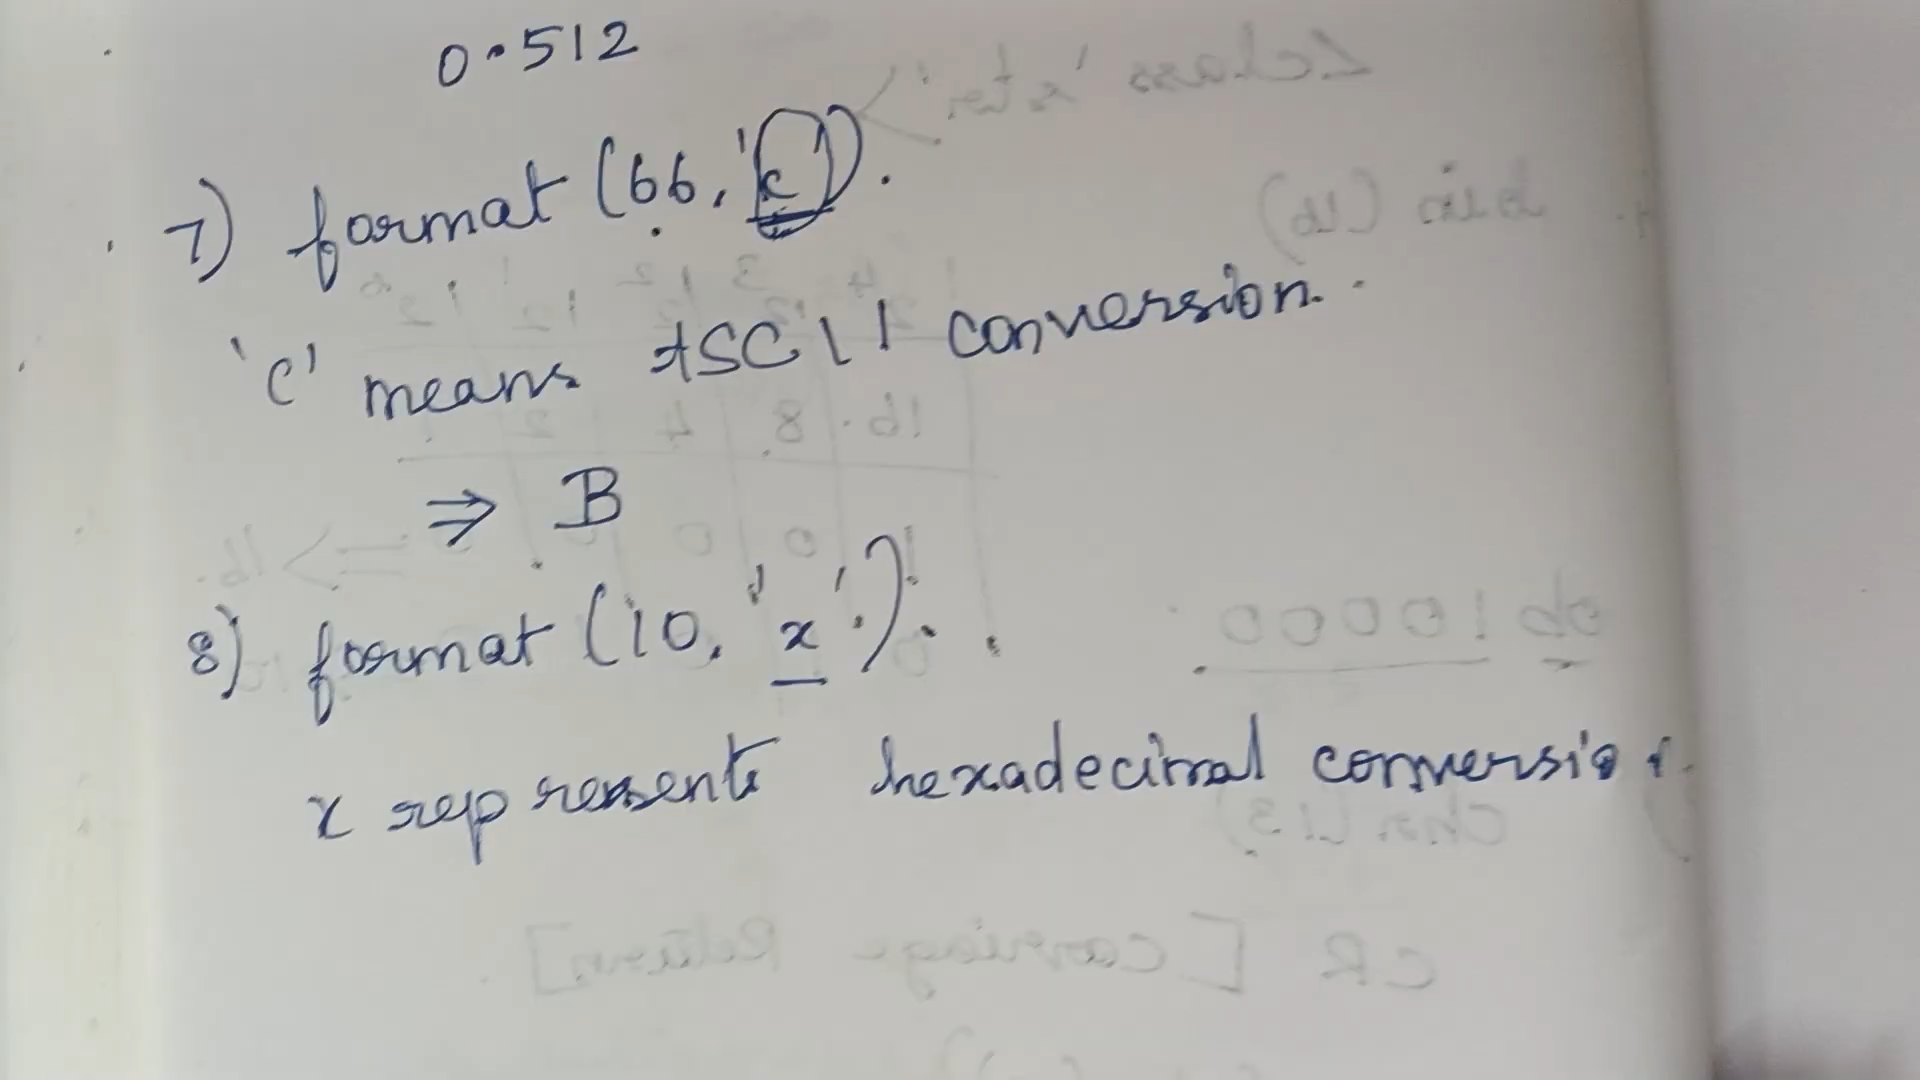 0.512
7) format (66, 'c').
'c' means ASCII conversion.
⇒ B
8) format (10, 'x').
x represents hexadecimal conversion.